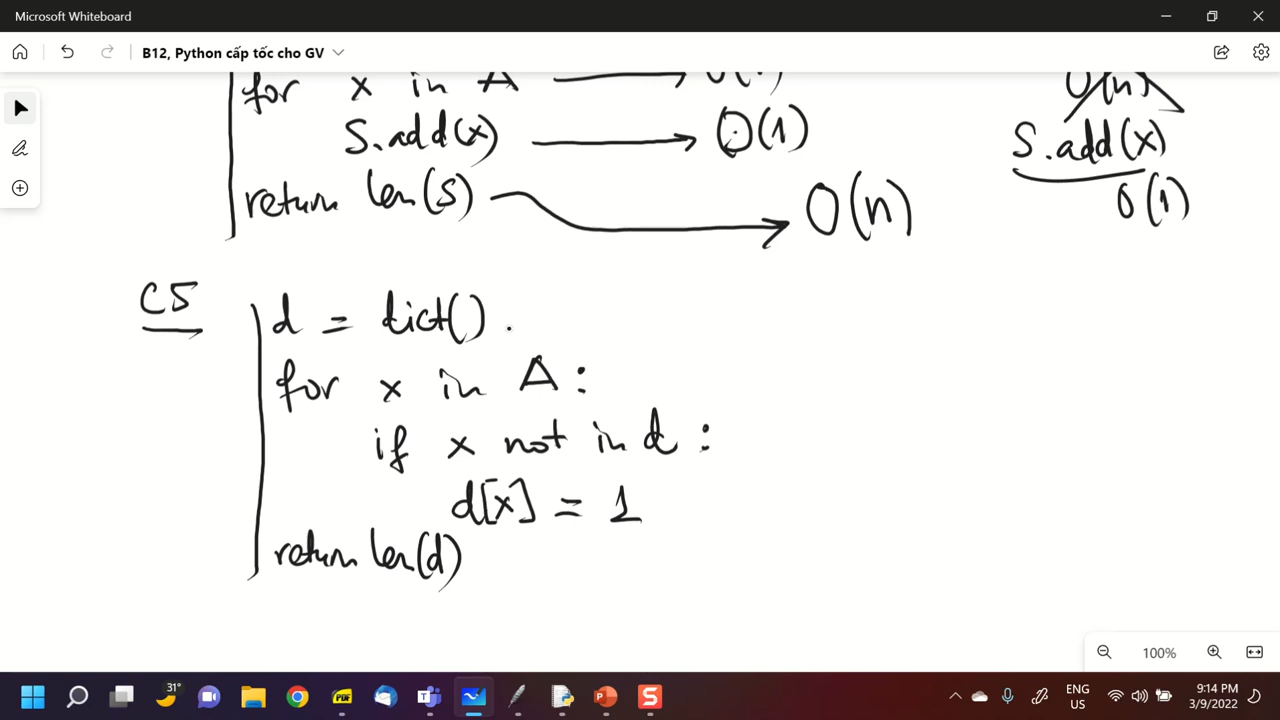 Microsoft Whiteboard
B12, Python cấp tốc cho GV
for x in A
S.add(x) → O(1)
return len(S) → O(n)
O(n)
S.add(x)
O(1)
C5
d = dict()
for x in A:
if x not in d:
d[x] = 1
return len(d)
100%
31°
ENG
US
9:14 PM
3/9/2022